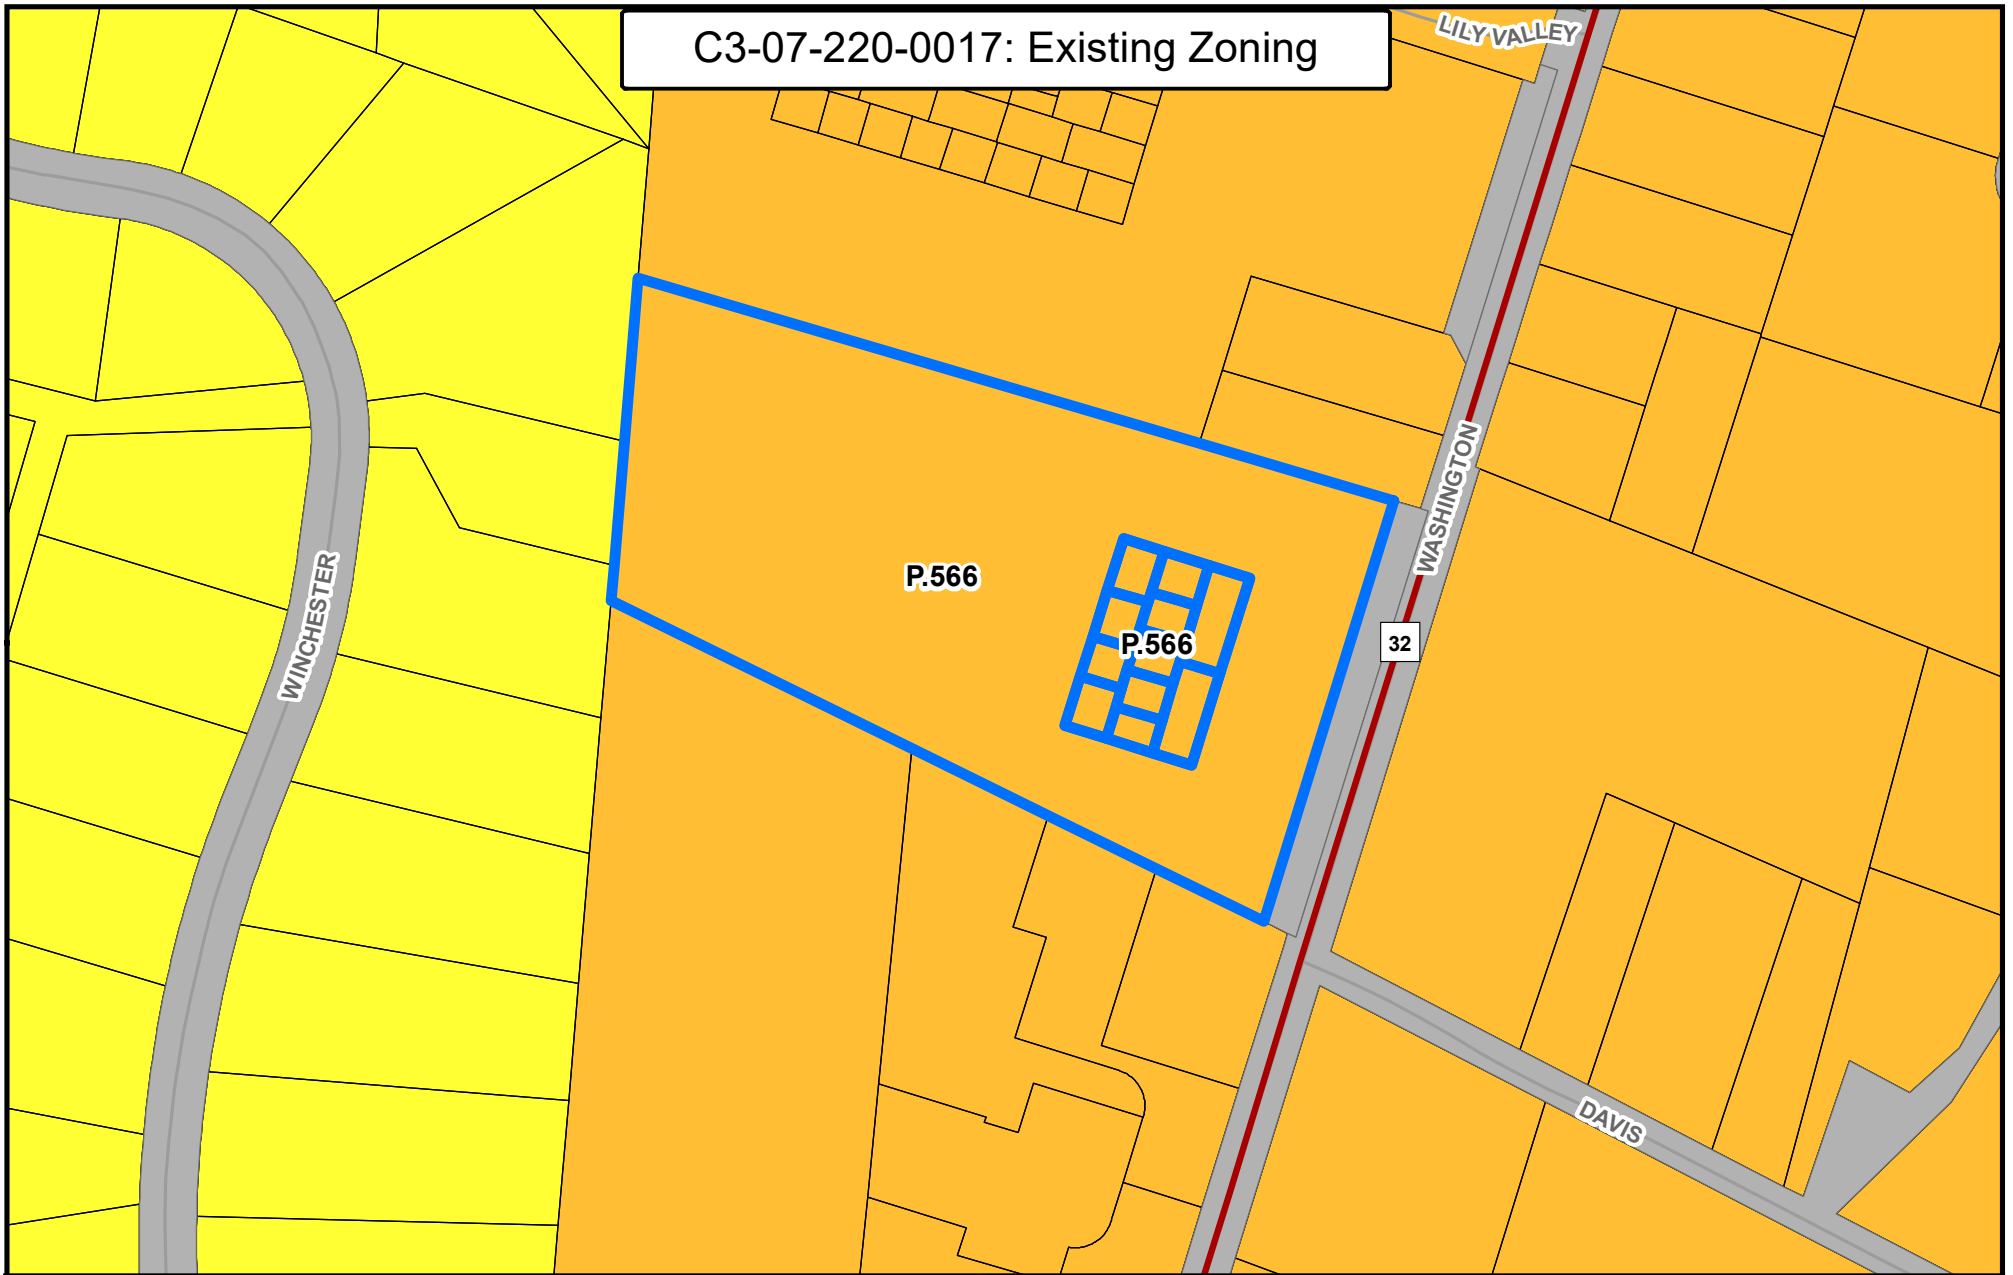 C3-07-220-0017: Existing Zoning
LILY VALLEY
WASHINGTON
P.566
P.566
32
WINCHESTER
DAVIS